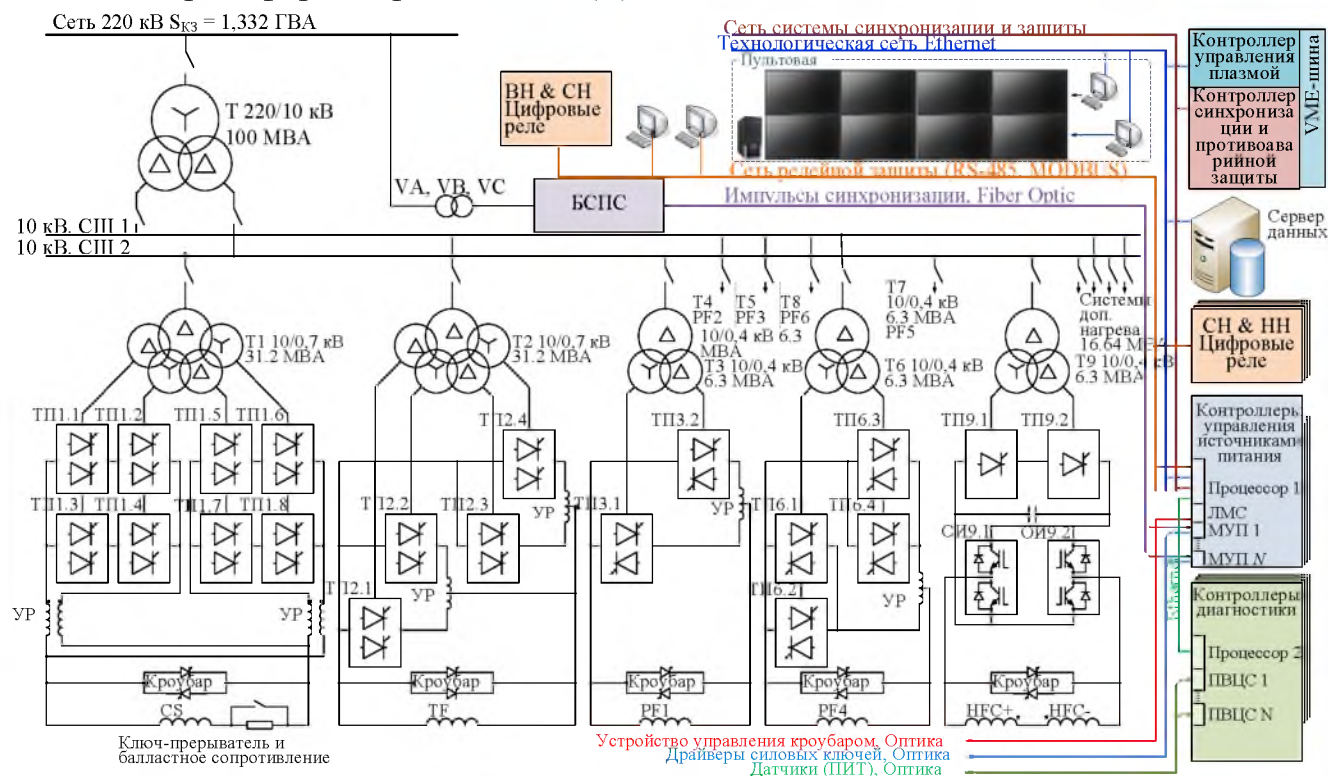 Сеть 220 кВ SКЗ = 1,332 ГВА
Т 220/10 кВ
100 МВА
ВН & СН
Цифровые
реле
VA, VB, VC
БСПС
Сеть системы синхронизации и защиты
Технологическая сеть Ethernet
Пультовая
Сеть релейной защиты (RS-485, MODBUS)
Импульсы синхронизации, Fiber Optic
Контроллер
управления
плазмой
Контроллер
синхрониза
ции и
противоава
рийной
защиты
VME-шина
Сервер
данных
10 кВ. СШ 1
10 кВ. СШ 2
Т1 10/0,7 кВ
31.2 МВА
Т2 10/0,7 кВ
31.2 МВА
Т4
PF2
Т5
PF3
Т8
PF6
10/0,4 кВ 6.3
МВА
Т3 10/0,4 кВ
6.3 МВА
Т7
10/0,4 кВ
6.3 МВА
PF5
Т6 10/0,4 кВ
6.3 МВА
Системы
доп.
нагрева
16.64 МВА
Т9 10/0,4 кВ
6.3 МВА
СН & НН
Цифровые
реле
ТП1.1
ТП1.2
ТП1.5
ТП1.6
ТП2.4
ТП3.2
ТП6.3
ТП9.1
ТП9.2
ТП1.3
ТП1.4
ТП1.7
ТП1.8
ТП2.2
ТП2.3
УР
ТП3.1
ТП6.1
ТП6.4
СИ9.1
ОИ9.2
ТП2.1
УР
ТП6.2
УР
УР
УР
Кроубар
Кроубар
Кроубар
Кроубар
Кроубар
CS
TF
PF1
PF4
HFC+
HFC-
Ключ-прерыватель и
балластное сопротивление
Контроллеры
управления
источниками
питания
Процессор 1
ЛМС
МУП 1
МУП N
Контроллеры
диагностики
Процессор 2
ПВЦС 1
ПВЦС N
Устройство управления кроубаром, Оптика
Драйверы силовых ключей, Оптика
Датчики (ПИТ), Оптика